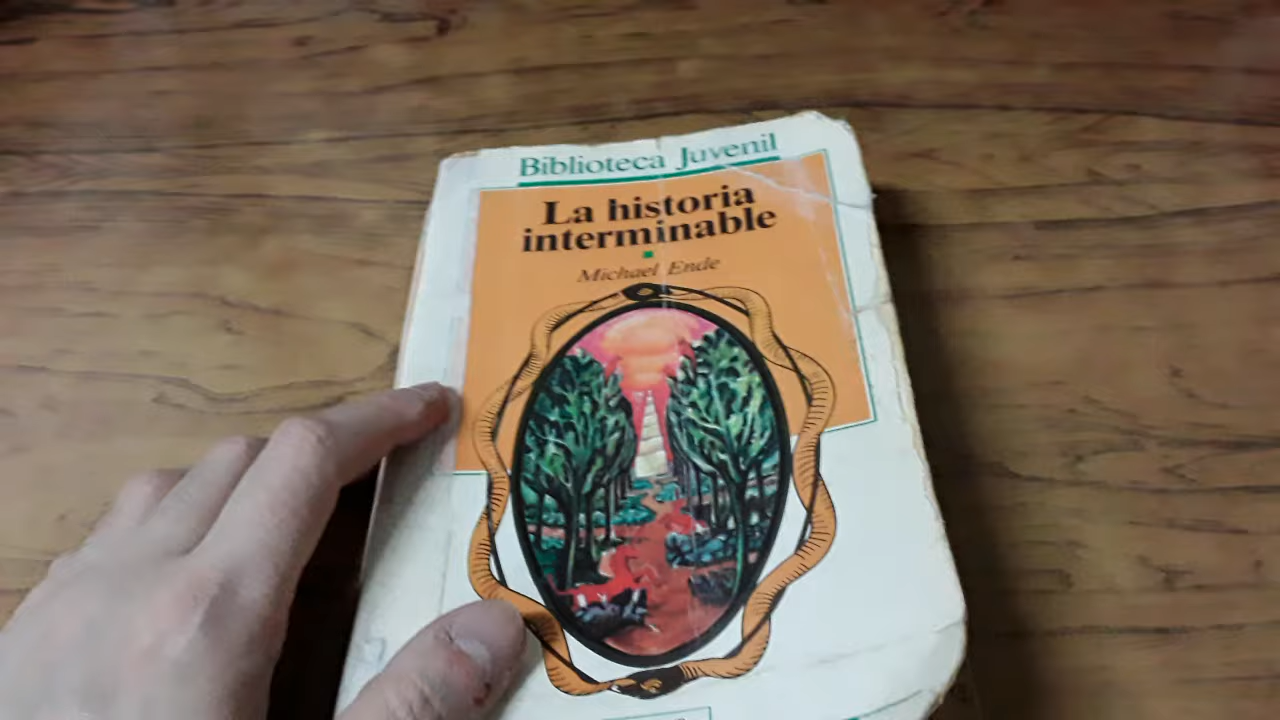 Biblioteca Juvenil
La historia
interminable
Michael Ende